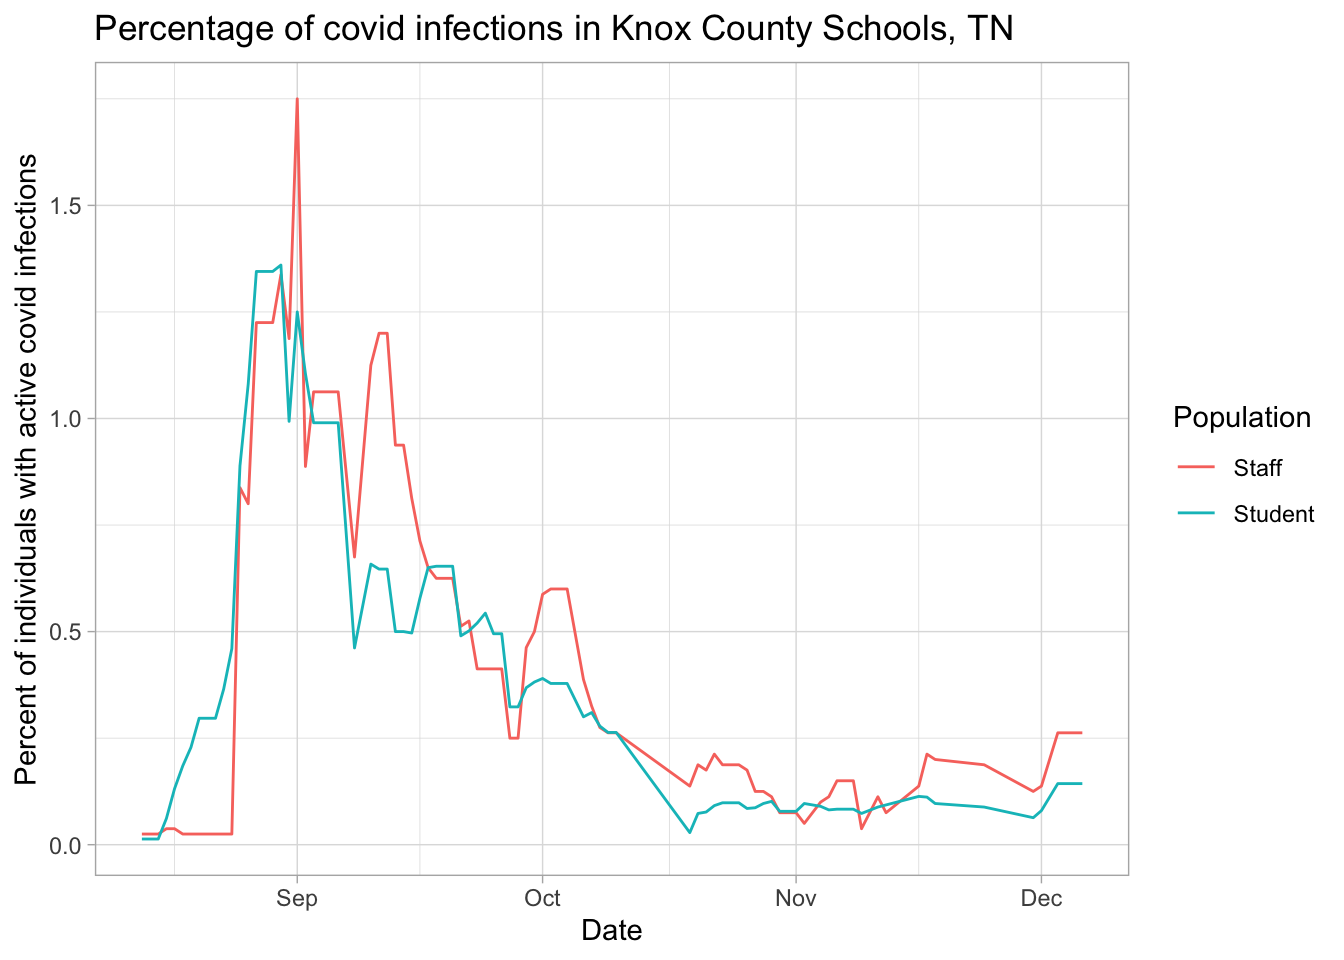 Percentage of covid infections in Knox County Schools, TN
Percent of individuals with active covid infections
1.5
1.0
0.5
0.0
Sep
Oct
Nov
Dec
Date
Population
Staff
Student